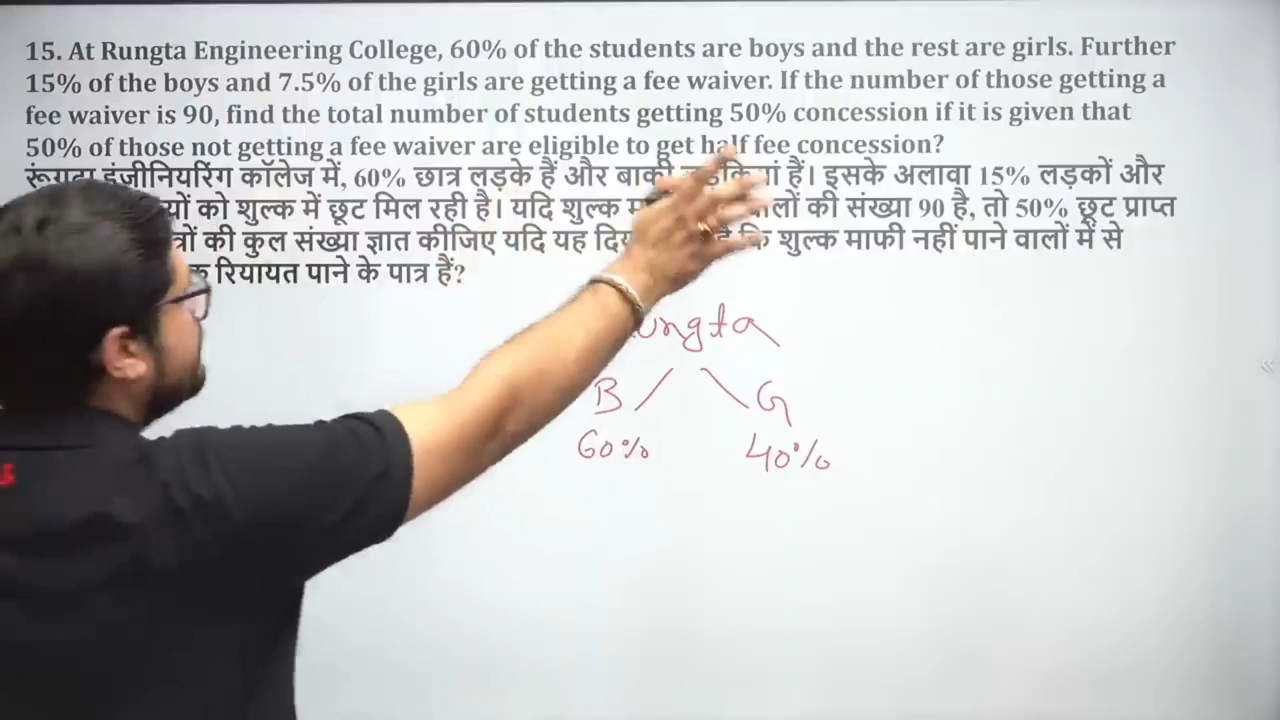 15. At Rungta Engineering College, 60% of the students are boys and the rest are girls. Further
15% of the boys and 7.5% of the girls are getting a fee waiver. If the number of those getting a
fee waiver is 90, find the total number of students getting 50% concession if it is given that
50% of those not getting a fee waiver are eligible to get half fee concession?
रूंगटा इंजीनियरिंग कॉलेज में, 60% छात्र लड़के हैं और बाकी हैं। इसके अलावा 15% लड़कों और
को शुल्क में छूट मिल रही है। यदि शुल्क की संख्या 90 है, तो 50% छूट प्राप्त
की कुल संख्या ज्ञात कीजिए यदि यह कि शुल्क माफी नहीं पाने वालों में से
रियायत पाने के पात्र हैं?
B G
60% 40%